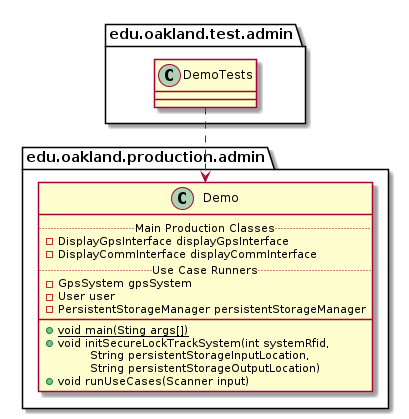 edu.oakland.test.admin
C DemoTests
edu.oakland.production.admin
C Demo
Main Production Classes
DisplayGpsInterface displayGpsInterface
DisplayCommInterface displayCommInterface
Use Case Runners
GpsSystem gpsSystem
User user
PersistentStorageManager persistentStorageManager
void main(Sting args[])
void initSecureLockTrackSystem(int systemRfid,
String persistentStorageInputLocation,
String persistentStorageOutputLocation)
void runUseCases(Scanner input)